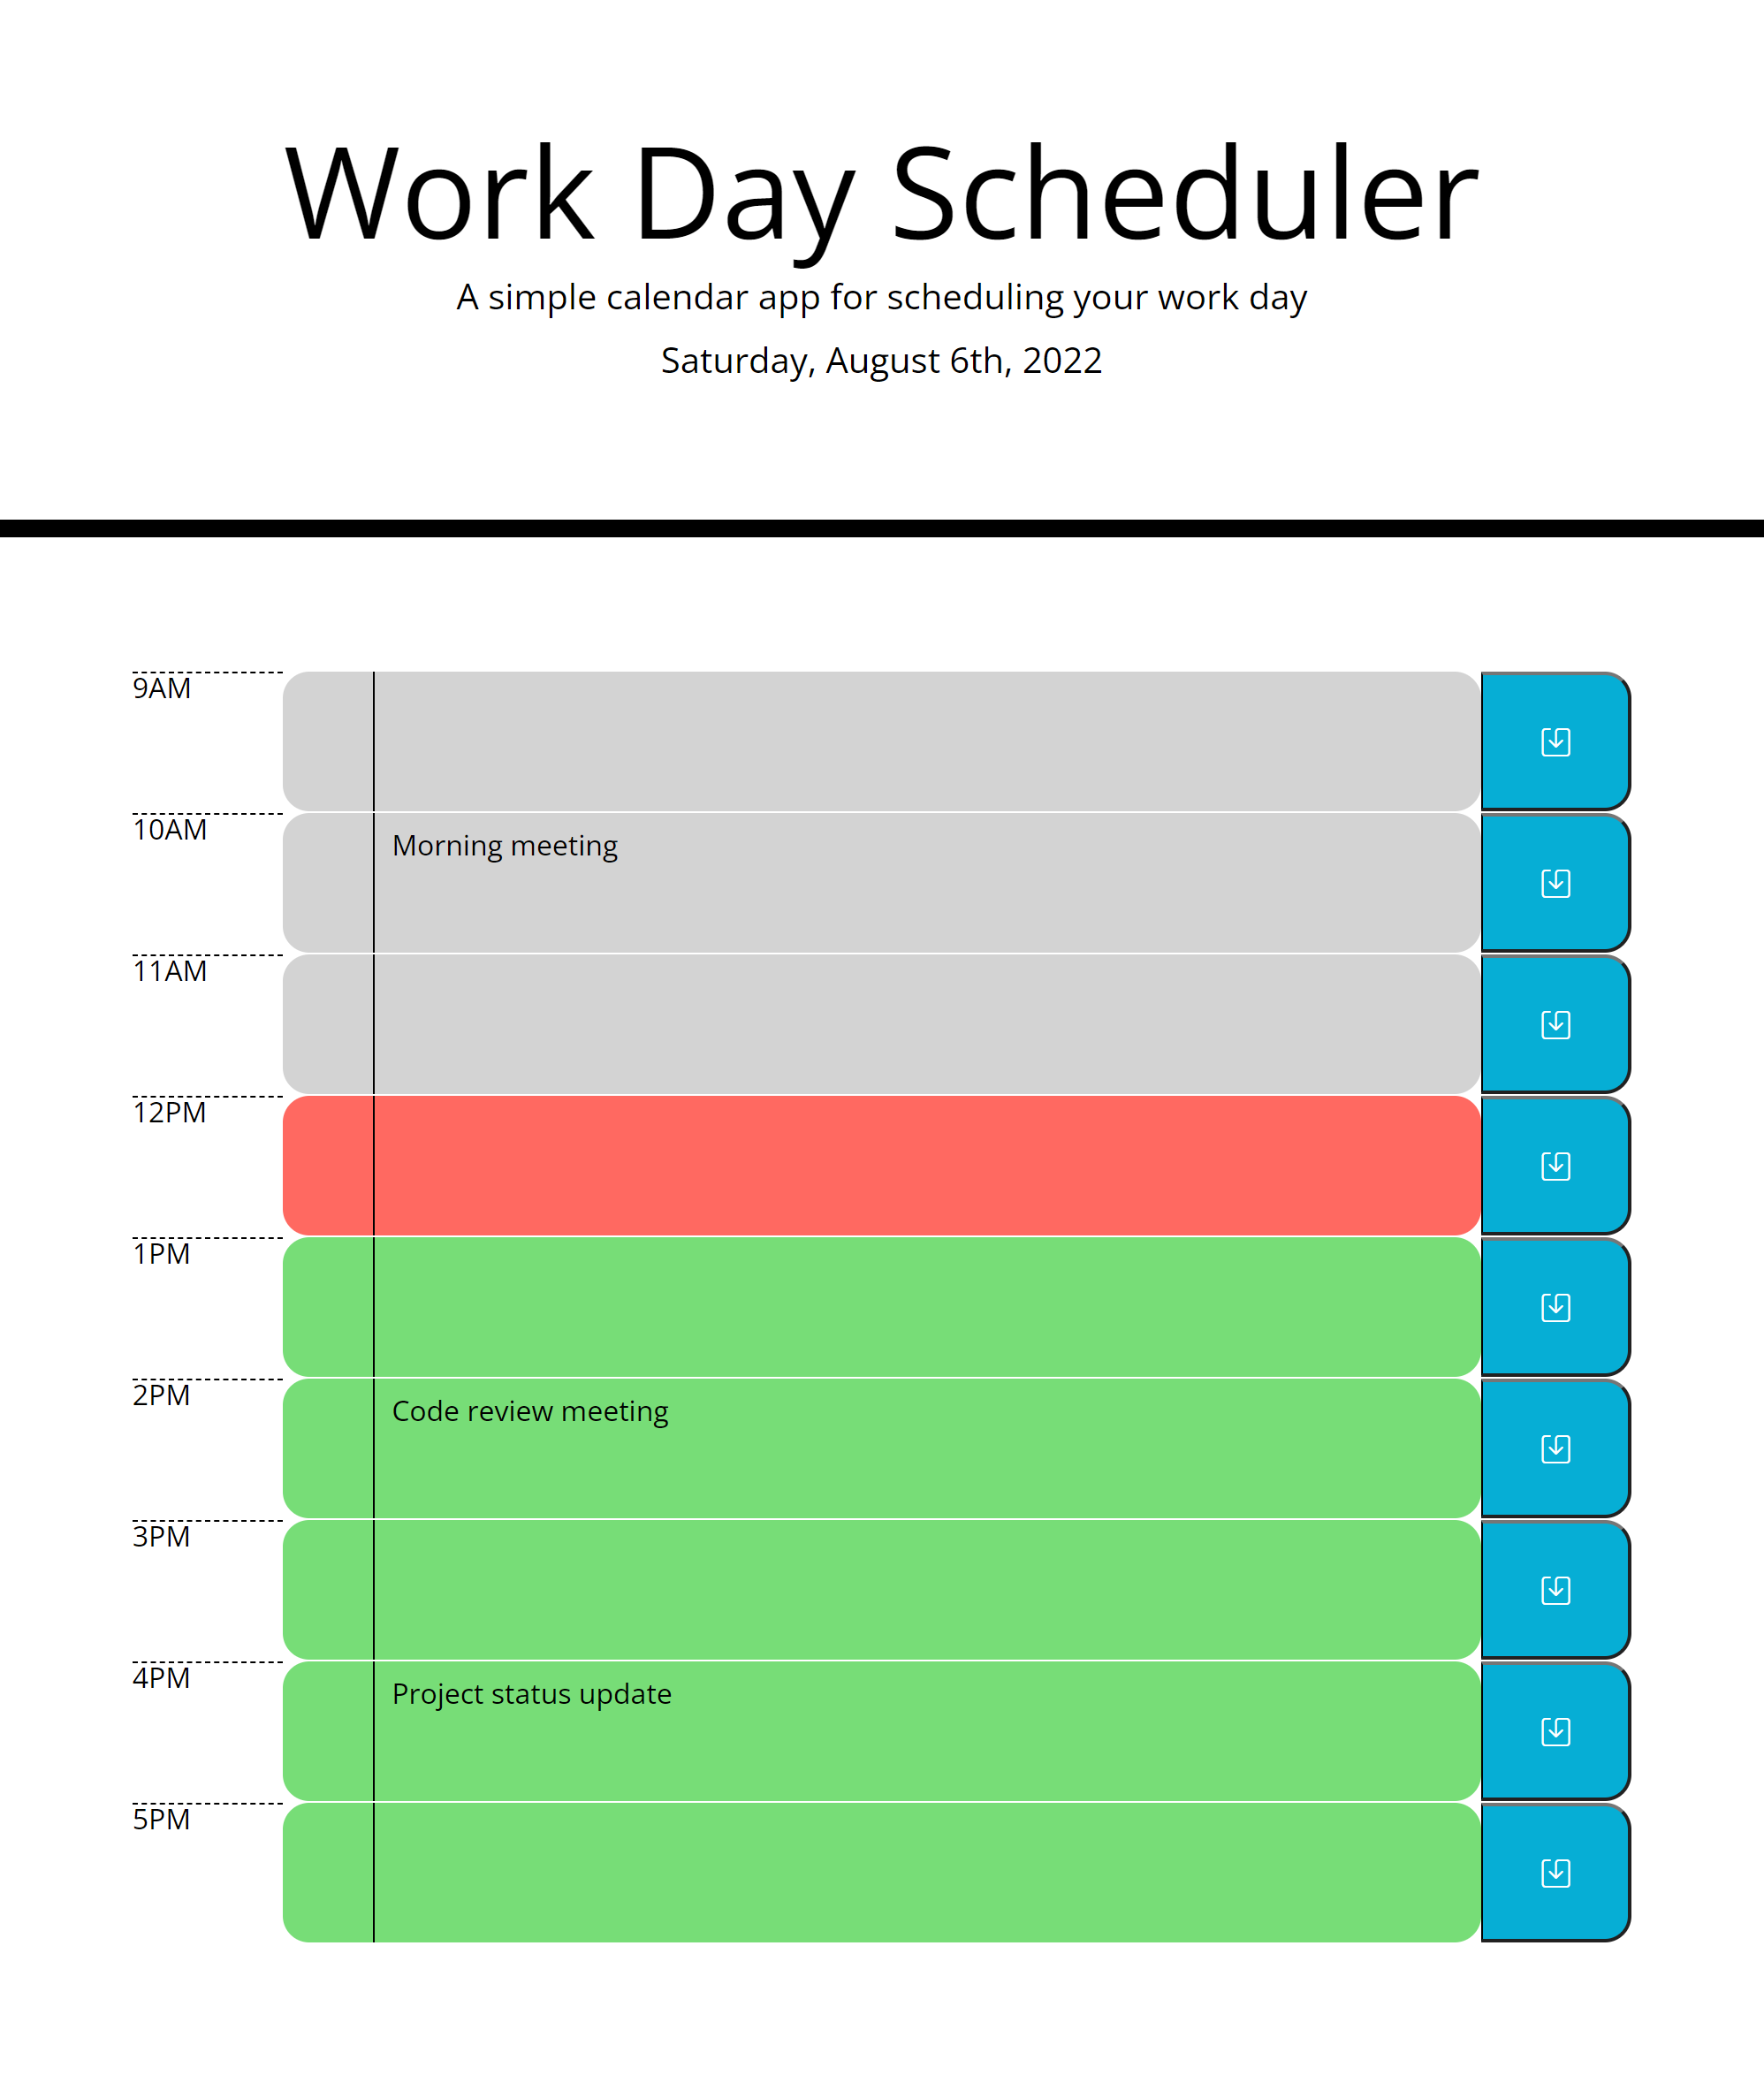 Work Day Scheduler
A simple calendar app for scheduling your work day
Saturday, August 6th, 2022
9AM
10AM
Morning meeting
11AM
12PM
1PM
2PM
Code review meeting
3PM
4PM
Project status update
5PM